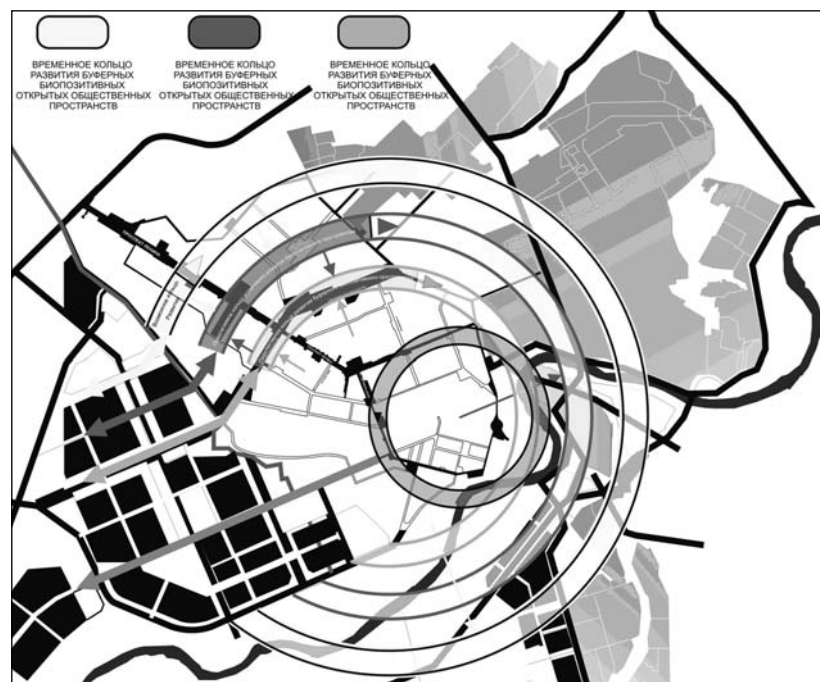 ВРЕМЕННОЕ КОЛЬЦО
РАЗВИТИЯ БУФЕРНЫХ
БИОПОЗИТИВНЫХ
ОТКРЫТЫХ ОБЩЕСТВЕННЫХ
ПРОСТРАНСТВ
ВРЕМЕННОЕ КОЛЬЦО
РАЗВИТИЯ БУФЕРНЫХ
БИОПОЗИТИВНЫХ
ОТКРЫТЫХ ОБЩЕСТВЕННЫХ
ПРОСТРАНСТВ
ВРЕМЕННОЕ КОЛЬЦО
РАЗВИТИЯ БУФЕРНЫХ
БИОПОЗИТИВНЫХ
ОТКРЫТЫХ ОБЩЕСТВЕННЫХ
ПРОСТРАНСТВ